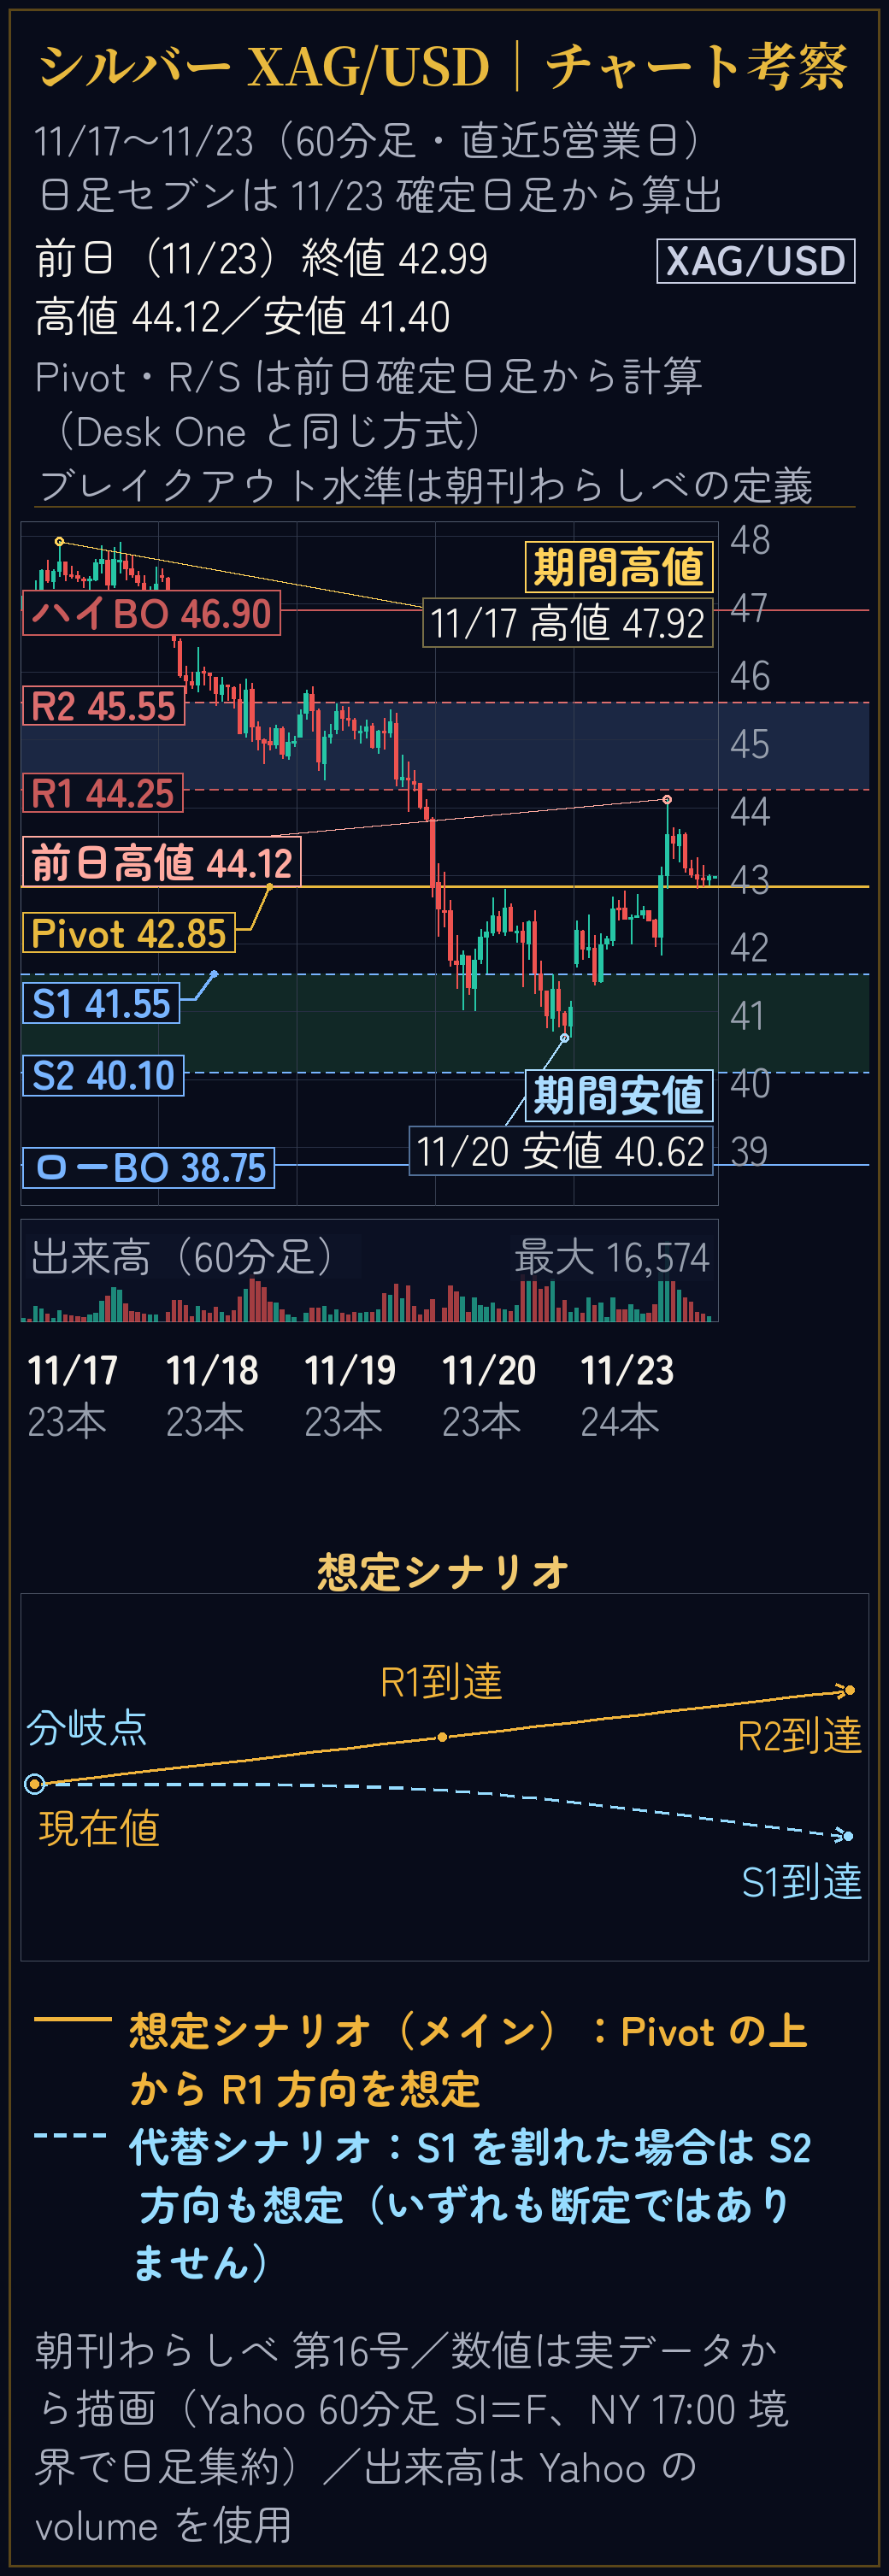 シルバー XAG/USD｜チャート考察
11/17〜11/23（60分足・直近5営業日）
日足セブンは 11/23 確定日足から算出
前日（11/23）終値 42.99
XAG/USD
高値 44.12／安値 41.40
Pivot・R/S は前日確定日足から計算
（Desk One と同じ方式）
ブレイクアウト水準は朝刊わらしべの定義
48
期間高値
ハイBO 46.90
11/17 高値 47.92
47
46
R2 45.55
45
R1 44.25
44
前日高値 44.12
43
Pivot 42.85
42
S1 41.55
41
S2 40.10
期間安値
40
ローBO 38.75
11/20 安値 40.62
39
出来高（60分足）
最大 16,574
11/17 11/18 11/19 11/20 11/23
23本 23本 23本 23本 24本
想定シナリオ
R1到達
分岐点
R2到達
現在値
S1到達
想定シナリオ（メイン）：Pivot の上
から R1 方向を想定
代替シナリオ：S1 を割れた場合は S2
方向も想定（いずれも断定ではあり
ません）
朝刊わらしべ 第16号／数値は実データか
ら描画（Yahoo 60分足 SI=F、NY 17:00 境
界で日足集約）／出来高は Yahoo の
volume を使用